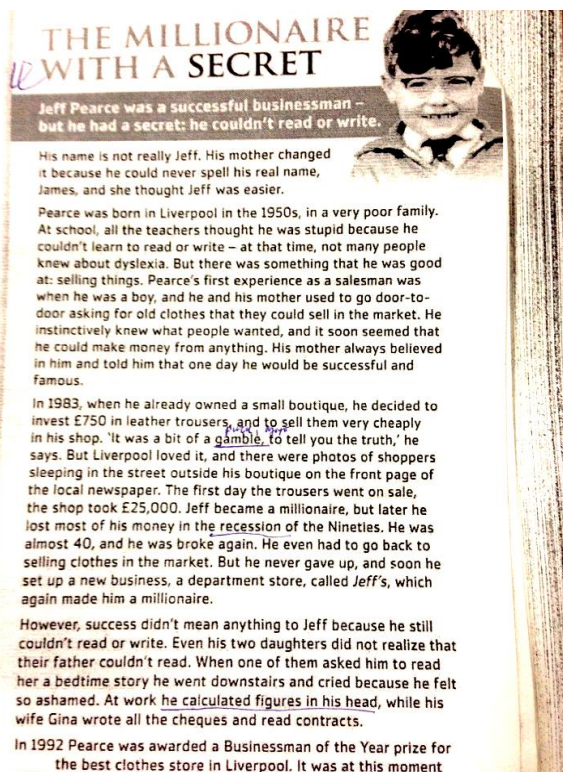 THE MILLIONAIRE
WITH A SECRET
Jeff Pearce was a successful businessman –
but he had a secret: he couldn't read or write.
His name is not really Jeff. His mother changed
it because he could never spell his real name,
James, and she thought Jeff was easier.
Pearce was born in Liverpool in the 1950s, in a very poor family.
At school, all the teachers thought he was stupid because he
couldn't learn to read or write – at that time, not many people
knew about dyslexia. But there was something that he was good
at: selling things. Pearce's first experience as a salesman was
when he was a boy, and he and his mother used to go door-to-
door asking for old clothes that they could sell in the market. He
instinctively knew what people wanted, and it soon seemed that
he could make money from anything. His mother always believed
in him and told him that one day he would be successful and
famous.
In 1983, when he already owned a small boutique, he decided to
invest £750 in leather trousers, and to sell them very cheaply
in his shop. 'It was a bit of a gamble, to tell you the truth,' he
says. But Liverpool loved it, and there were photos of shoppers
sleeping in the street outside his boutique on the front page of
the local newspaper. The first day the trousers went on sale,
the shop took £25,000. Jeff became a millionaire, but later he
lost most of his money in the recession of the Nineties. He was
almost 40, and he was broke again. He even had to go back to
selling clothes in the market. But he never gave up, and soon he
set up a new business, a department store, called Jeff's, which
again made him a millionaire.
However, success didn't mean anything to Jeff because he still
couldn't read or write. Even his two daughters did not realize that
their father couldn't read. When one of them asked him to read
her a bedtime story he went downstairs and cried because he felt
so ashamed. At work he calculated figures in his head, while his
wife Gina wrote all the cheques and read contracts.
In 1992 Pearce was awarded a Businessman of the Year prize for
the best clothes store in Liverpool. It was at this moment